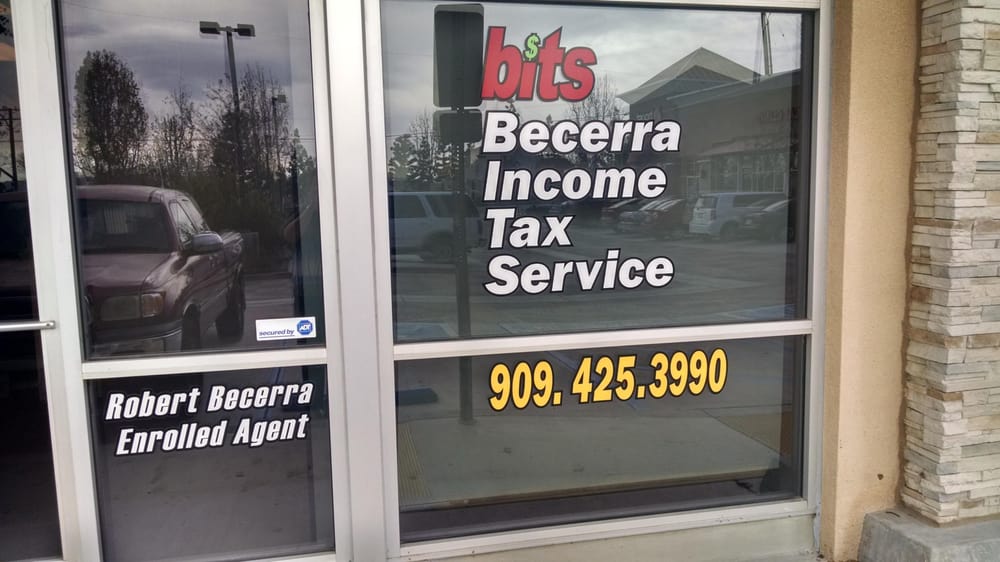 bits
Becerra
Income
Tax
Service
909. 425.3990
secured by ADT
Robert Becerra
Enrolled Agent